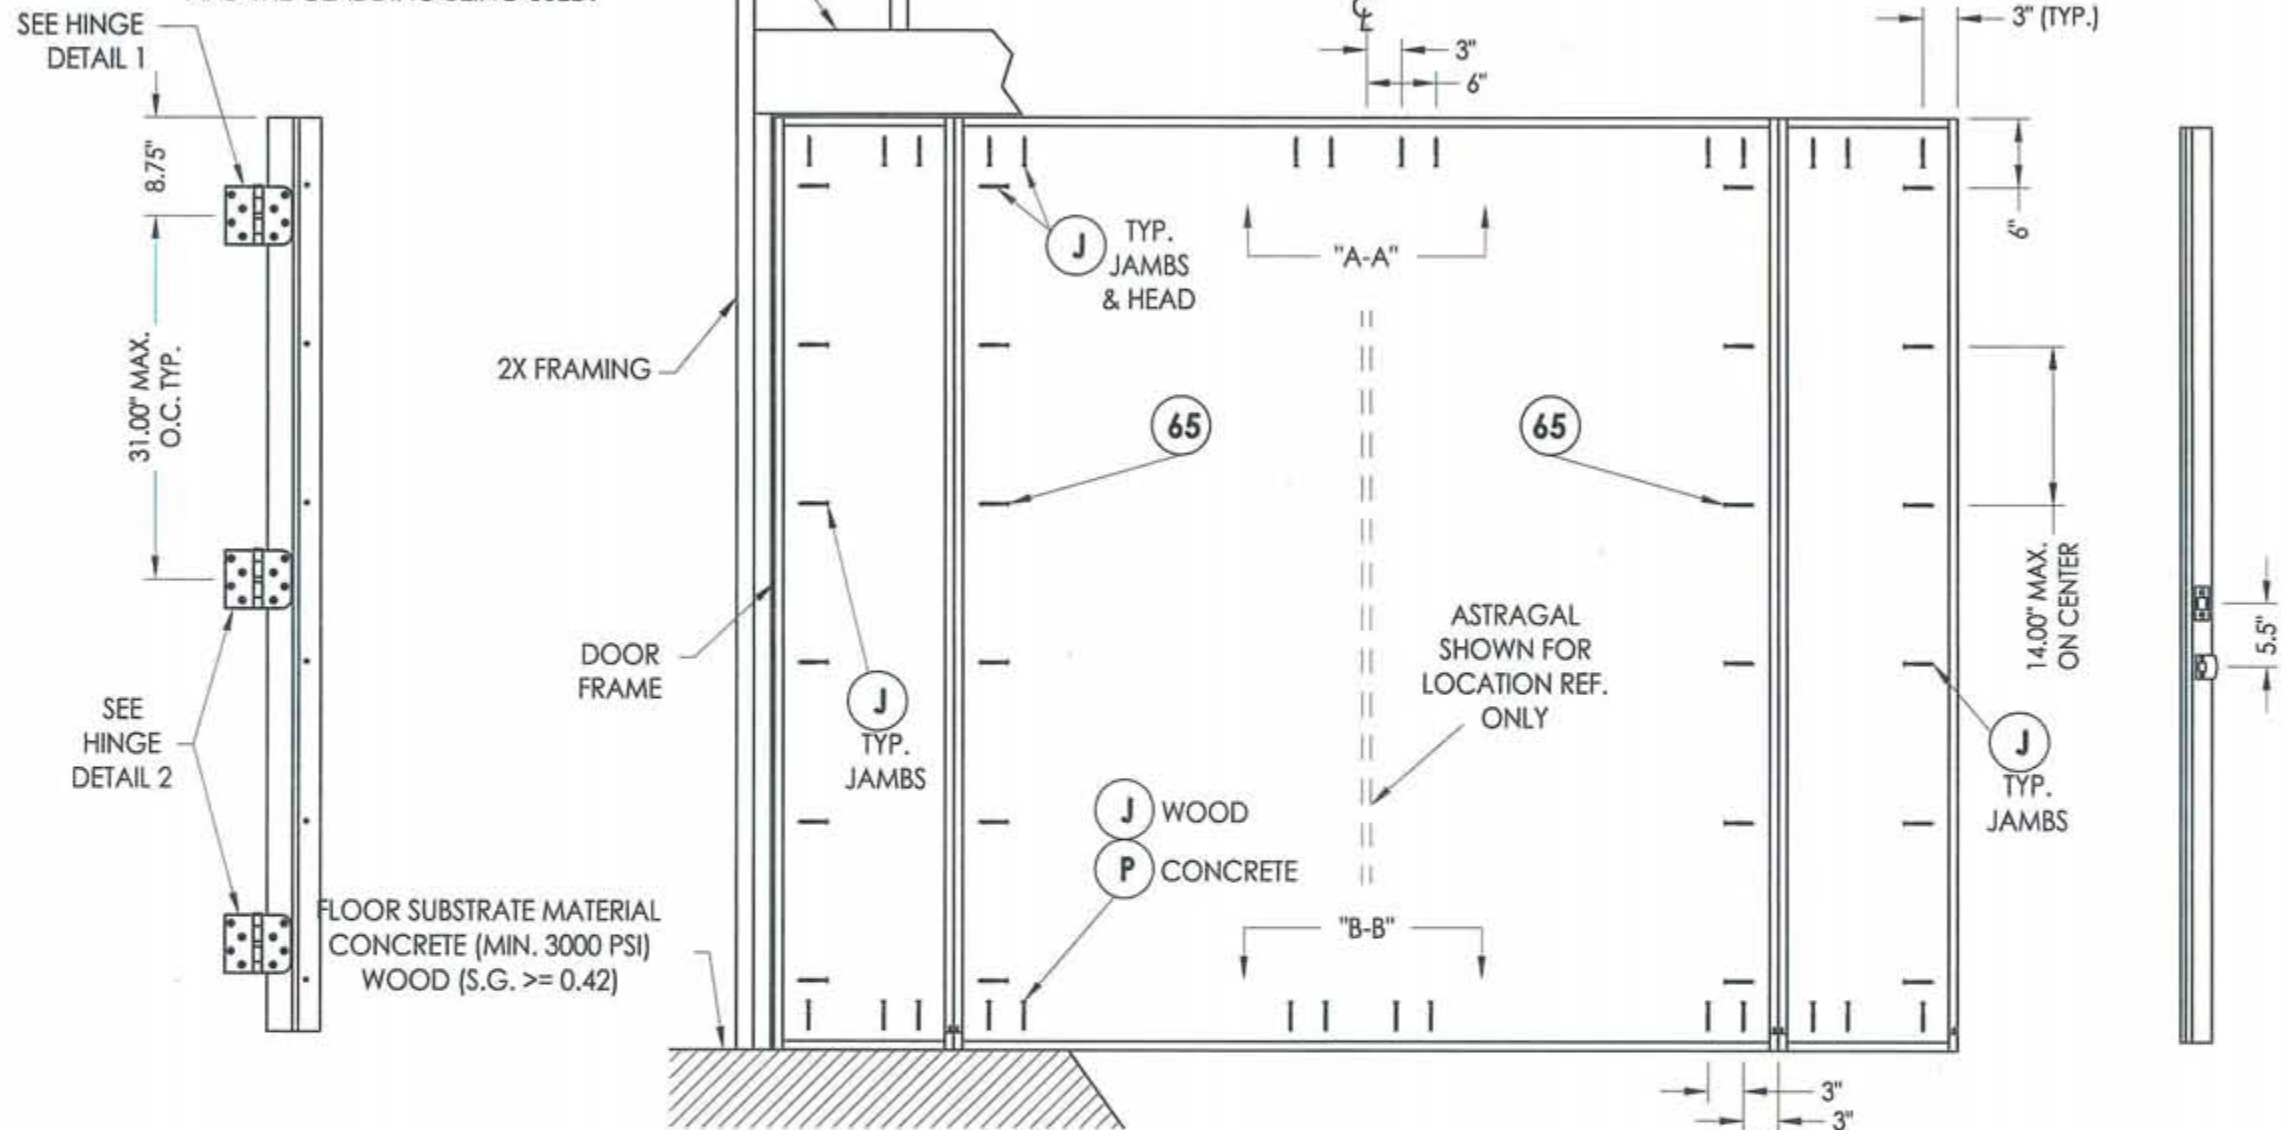 SEE HINGE
DETAIL 1
8.75"
31.00" MAX.
O.C. TYP.
SEE
HINGE
DETAIL 2
FLOOR SUBSTRATE MATERIAL
CONCRETE (MIN. 3000 PSI)
WOOD (S.G. >= 0.42)
2X FRAMING
DOOR
FRAME
J
TYP.
JAMBS
J
TYP.
JAMBS
& HEAD
65
65
"A-A"
ASTRAGAL
SHOWN FOR
LOCATION REF.
ONLY
J WOOD
P CONCRETE
"B-B"
3"
6"
3" (TYP.)
6"
14.00" MAX.
ON CENTER
J
TYP.
JAMBS
5.5"
3"
3"